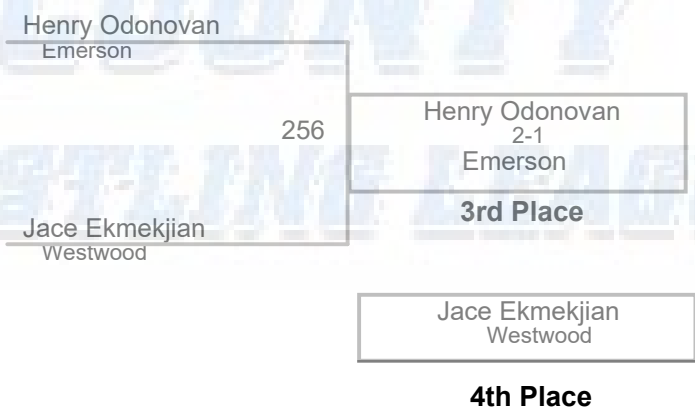 Henry Odonovan
Emerson
256
Henry Odonovan
2-1
Emerson
3rd Place
Jace Ekmekjian
Westwood
Jace Ekmekjian
Westwood
4th Place